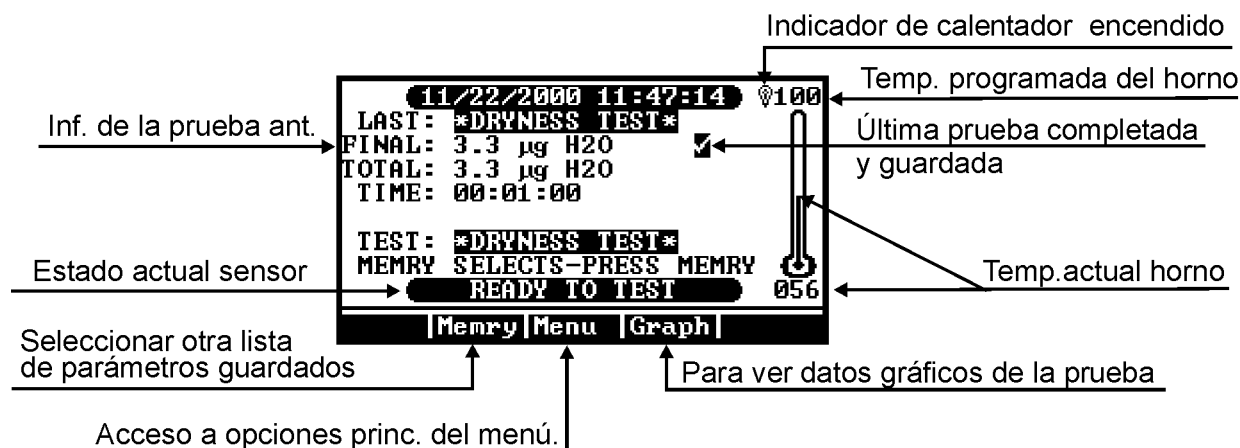 Indicador de calentador encendido
Temp. programada del horno
Inf. de la prueba ant.
Última prueba completada
y guardada
11/22/2000 11:47:14 100
LAST: *DRYNESS TEST*
FINAL: 3.3 µg H2O
TOTAL: 3.3 µg H2O
TIME: 00:01:00
TEST: *DRYNESS TEST*
MEMRY SELECTS-PRESS MEMRY
READY TO TEST 056
Memry Menu Graph
Estado actual sensor
Temp.actual horno
Seleccionar otra lista
de parámetros guardados
Para ver datos gráficos de la prueba
Acceso a opciones princ. del menú.